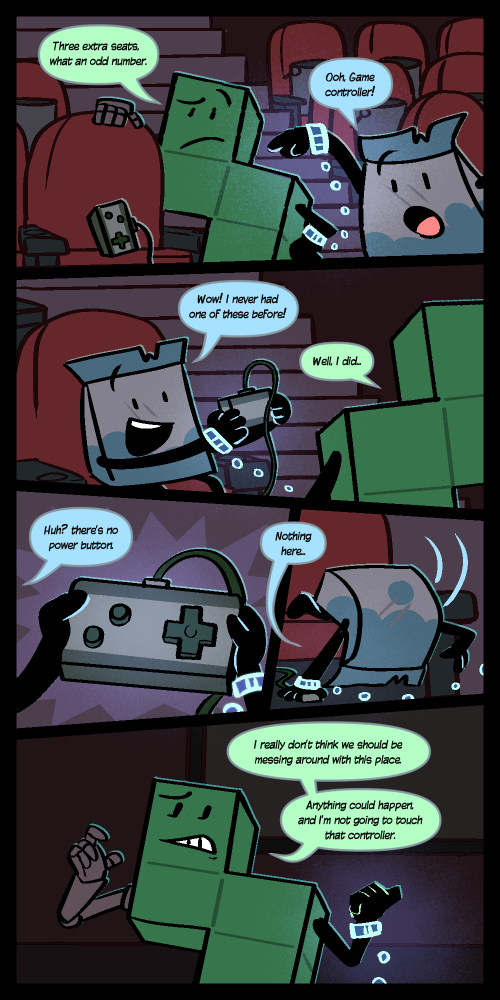 Three extra seats,
what an odd number.
Ooh, Game
controller!
Wow! I never had
one of these before!
Well, I did...
Huh? there's no
power button.
Nothing
here...
I really don't think we should be
messing around with this place.
Anything could happen,
and I'm not going to touch
that controller.